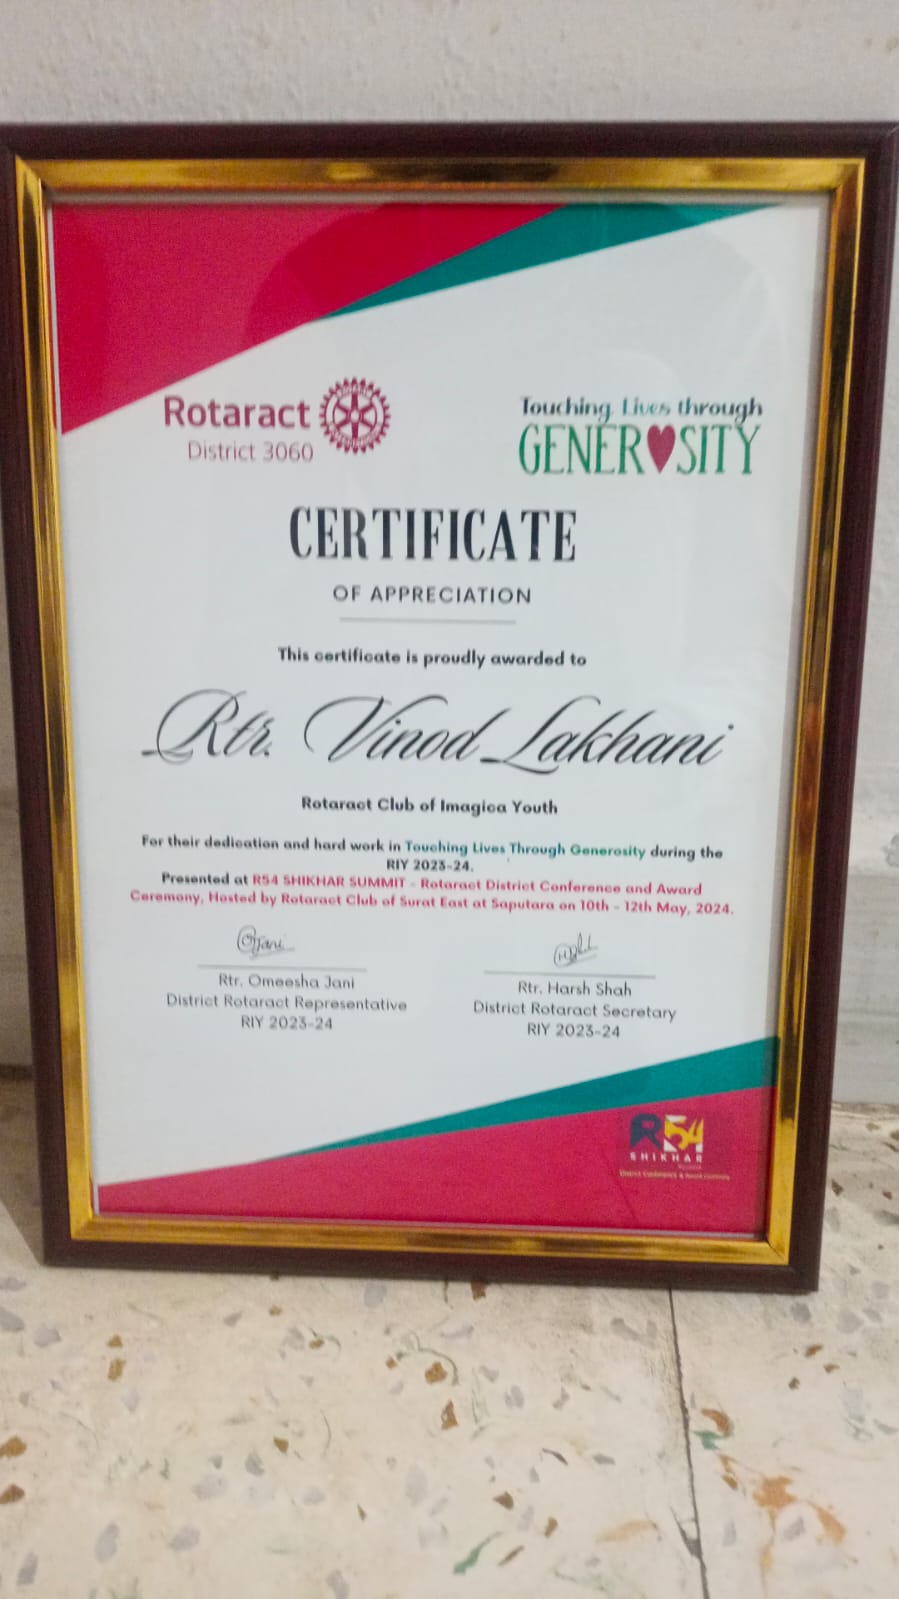 Rotaract
District 3060
Touching Lives through
GENEROSITY
CERTIFICATE
OF APPRECIATION
This certificate is proudly awarded to
Rtr. Vinod Lakhani
Rotaract Club of Imagica Youth
For their dedication and hard work in Touching Lives Through Generosity during the
RIY 2023-24.
Presented at R54 SHIKHAR SUMMIT - Rotaract District Conference and Award
Ceremony, Hosted by Rotaract Club of Surat East at Saputara on 10th - 12th May, 2024.
Rtr. Omeesha Jani
District Rotaract Representative
RIY 2023-24
Rtr. Harsh Shah
District Rotaract Secretary
RIY 2023-24
R54
SHIKHAR
District Conference & Award Ceremony